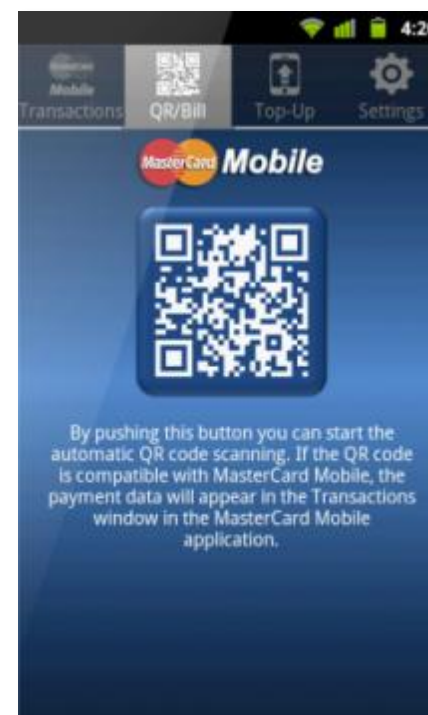 4:2
MasterCard
Mobile
Transactions
QR/Bill
Top-Up
Settings
MasterCard Mobile
By pushing this button you can start the
automatic QR code scanning. If the QR code
is compatible with MasterCard Mobile, the
payment data will appear in the Transactions
window in the MasterCard Mobile
application.